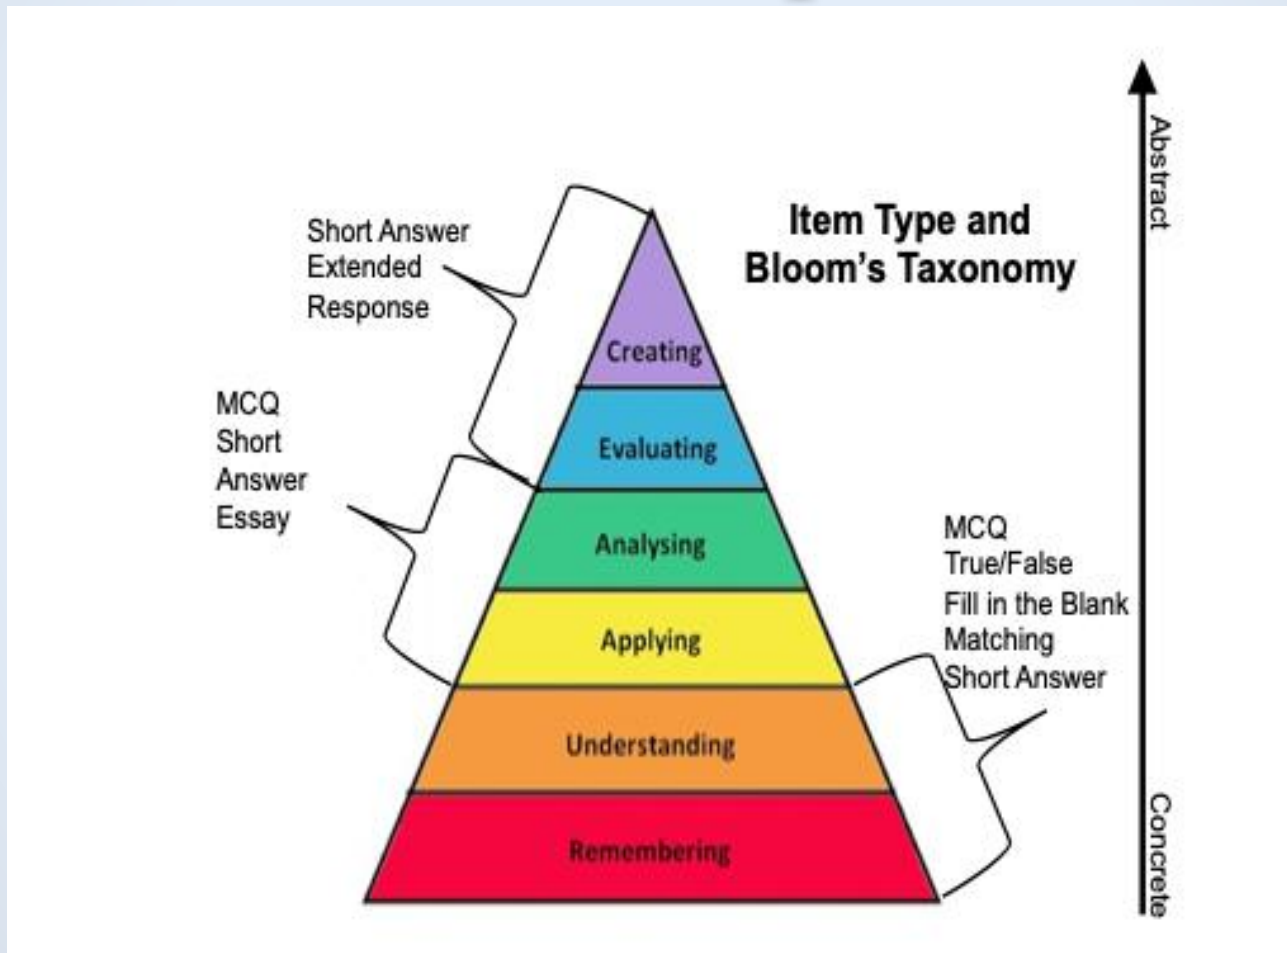 Item Type and
Bloom's Taxonomy
Abstract
Short Answer
Extended
Response
Creating
MCQ
Short
Answer
Essay
Evaluating
Analysing
MCQ
True/False
Fill in the Blank
Matching
Short Answer
Applying
Understanding
Remembering
Concrete